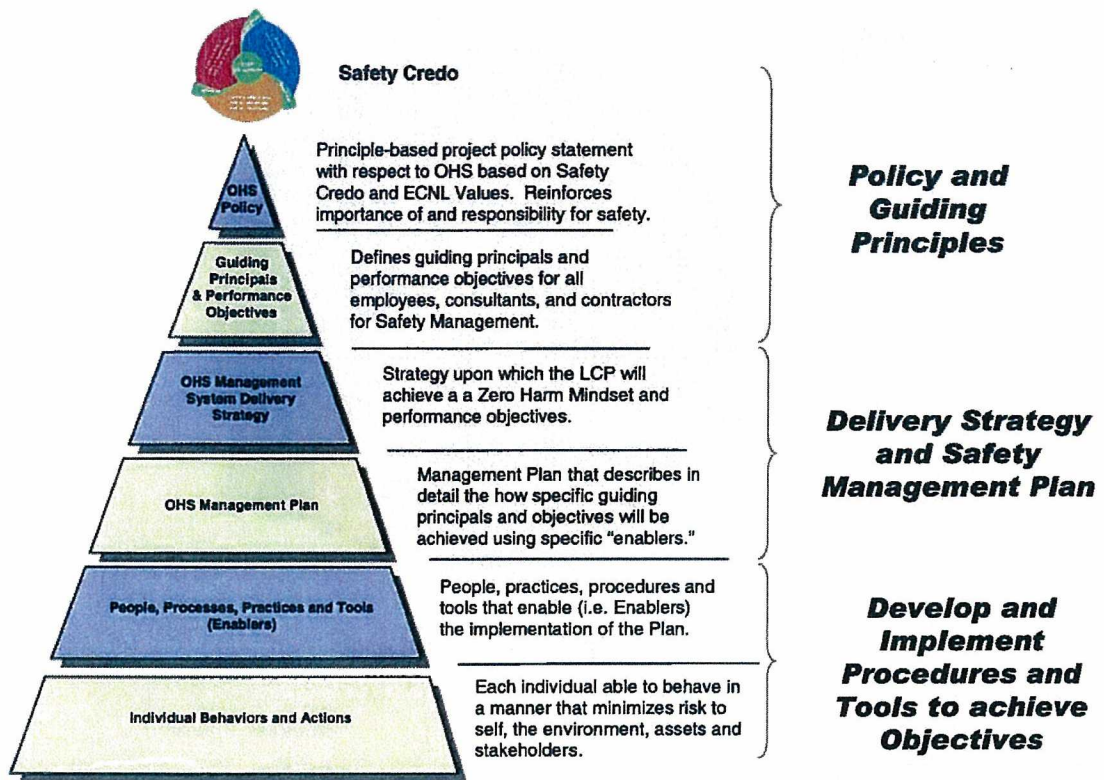 Safety Credo
OHS
Policy
Principle-based project policy statement
with respect to OHS based on Safety
Credo and ECNL Values. Reinforces
importance of and responsibility for safety.
Guiding
Principals
& Performance
Objectives
Defines guiding principals and
performance objectives for all
employees, consultants, and contractors
for Safety Management.
Policy and
Guiding
Principles
OHS Management
System Delivery
Strategy
Strategy upon which the LCP will
achieve a a Zero Harm Mindset and
performance objectives.
OHS Management Plan
Management Plan that describes in
detail the how specific guiding
principals and objectives will be
achieved using specific “enablers.”
Delivery Strategy
and Safety
Management Plan
People, Processes, Practices and Tools
(Enablers)
People, practices, procedures and
tools that enable (i.e. Enablers)
the implementation of the Plan.
Individual Behaviors and Actions
Each individual able to behave in
a manner that minimizes risk to
self, the environment, assets and
stakeholders.
Develop and
Implement
Procedures and
Tools to achieve
Objectives